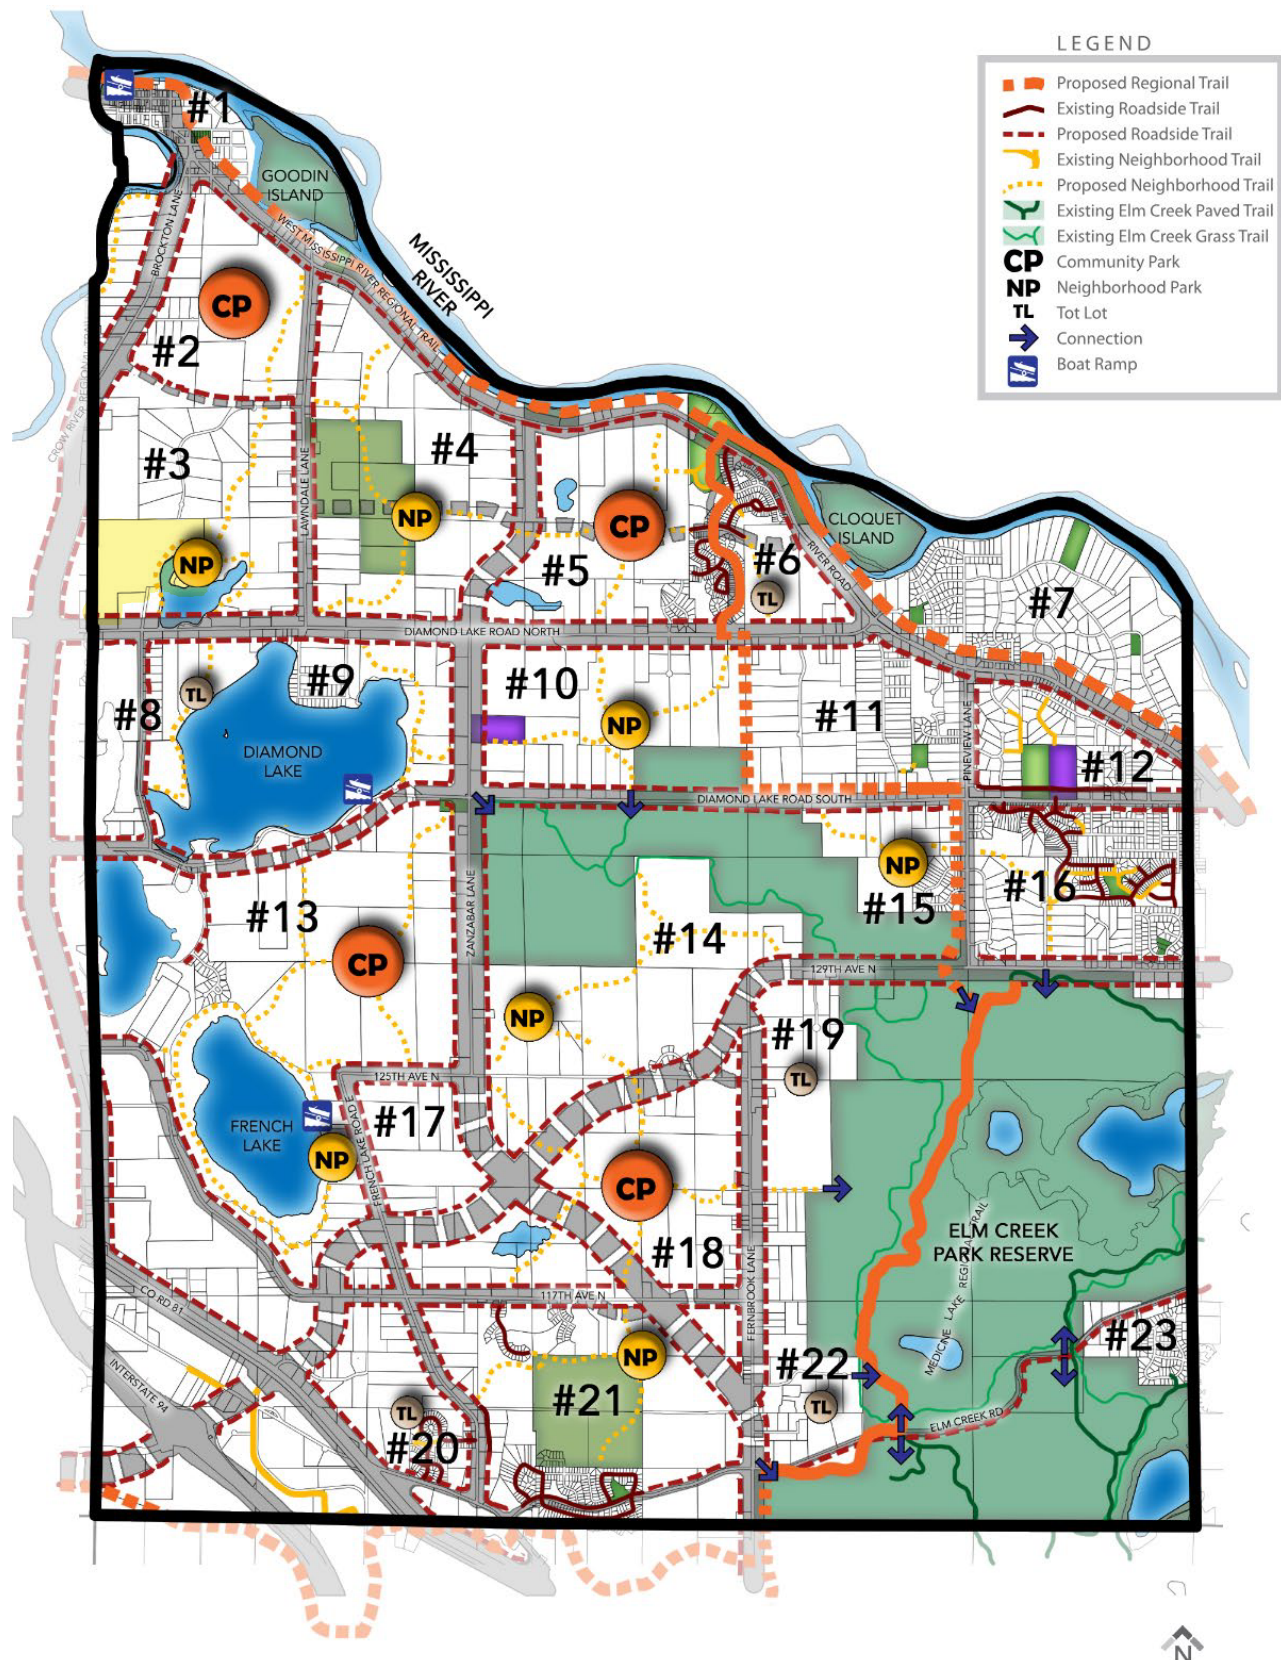 LEGEND
Proposed Regional Trail
Existing Roadside Trail
Proposed Roadside Trail
Existing Neighborhood Trail
Proposed Neighborhood Trail
Existing Elm Creek Paved Trail
Existing Elm Creek Grass Trail
CP Community Park
NP Neighborhood Park
TL Tot Lot
Connection
Boat Ramp
#1
GOODIN
ISLAND
BROCKTON LANE
WEST MISSISSIPPI RIVER REGIONAL TRAIL
MISSISSIPPI
RIVER
CP
#2
CROW RIVER REGIONAL TRAIL
#3
#4
LAWNDALE LANE
NP
CP
CLOQUET
ISLAND
NP
#5
#6
RIVER ROAD
TL
#7
DIAMOND LAKE ROAD NORTH
#8
TL
#9
#10
NP
#11
PINEVIEW LANE
DIAMOND
LAKE
#12
DIAMOND LAKE ROAD SOUTH
NP
#13
ZANZABAR LANE
#14
#15
#16
CP
129TH AVE N
NP
#19
TL
125TH AVE N
#17
FRENCH
LAKE
NP
FRENCH LAKE ROAD E
CP
ELM CREEK
PARK RESERVE
MEDICINE LAKE REGIONAL TRAIL
#18
FERNBROOK LANE
117TH AVE N
CO RD 81
INTERSTATE 94
NP
#22
#23
TL
#21
TL
#20
ELM CREEK RD
N